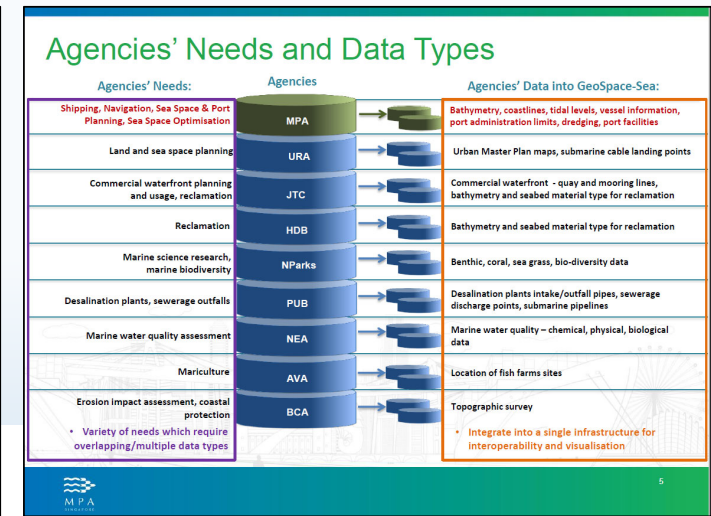 Agencies' Needs and Data Types
Agencies' Needs:
Agencies
Agencies' Data into GeoSpace-Sea:
Shipping, Navigation, Sea Space & Port
Planning, Sea Space Optimisation
MPA
Bathymetry, coastlines, tidal levels, vessel information,
port administration limits, dredging, port facilities
Land and sea space planning
URA
Urban Master Plan maps, submarine cable landing points
Commercial waterfront planning
and usage, reclamation
JTC
Commercial waterfront - quay and mooring lines,
bathymetry and seabed material type for reclamation
Reclamation
HDB
Bathymetry and seabed material type for reclamation
Marine science research,
marine biodiversity
NParks
Benthic, coral, sea grass, bio-diversity data
Desalination plants, sewerage outfalls
PUB
Desalination plants intake/outfall pipes, sewerage
discharge points, submarine pipelines
Marine water quality assessment
NEA
Marine water quality – chemical, physical, biological
data
Mariculture
AVA
Location of fish farms sites
Erosion impact assessment, coastal
protection
BCA
Topographic survey
• Variety of needs which require
overlapping/multiple data types
• Integrate into a single infrastructure for
interoperability and visualisation
MPA
SINGAPORE
5